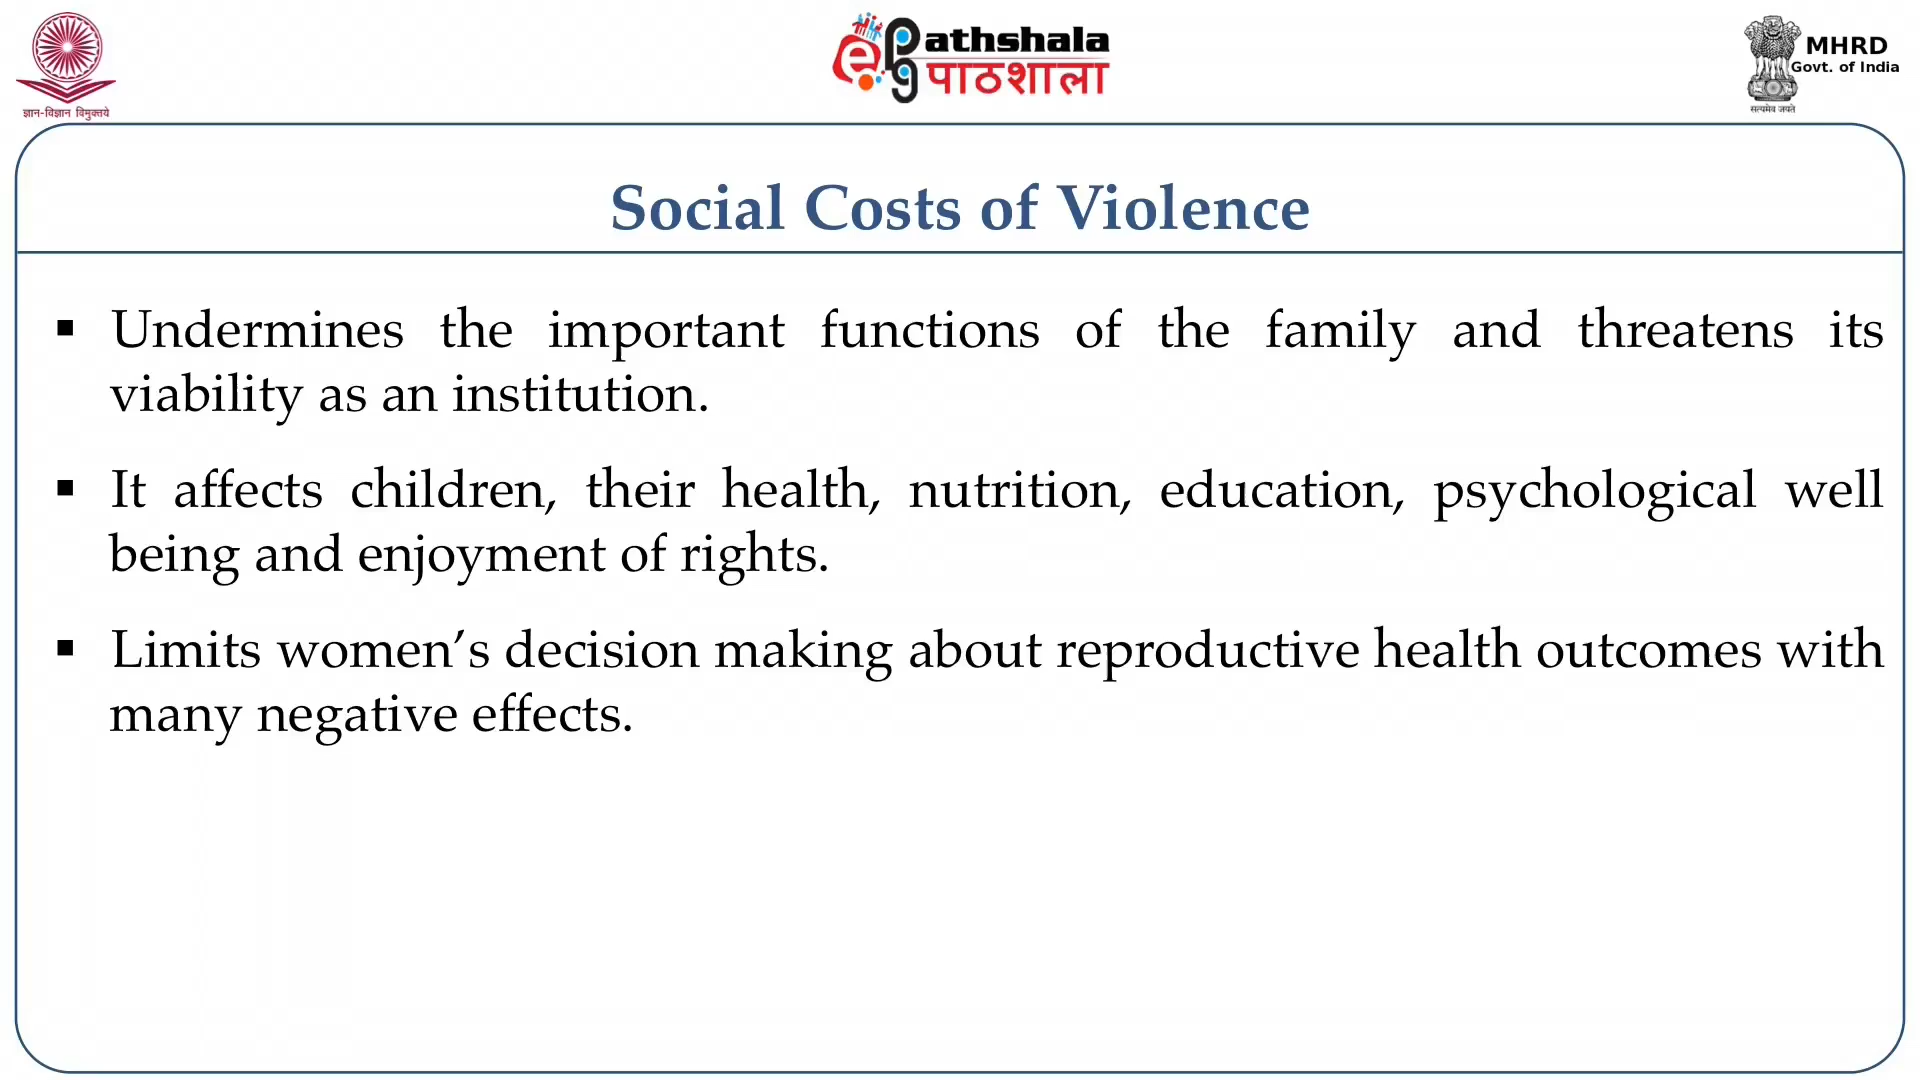 ज्ञान-विज्ञान विमुक्तये
e pg Pathshala
पाठशाला
MHRD
Govt. of India
सत्यमेव जयते
Social Costs of Violence
▪ Undermines the important functions of the family and threatens its
viability as an institution.
▪ It affects children, their health, nutrition, education, psychological well
being and enjoyment of rights.
▪ Limits women’s decision making about reproductive health outcomes with
many negative effects.